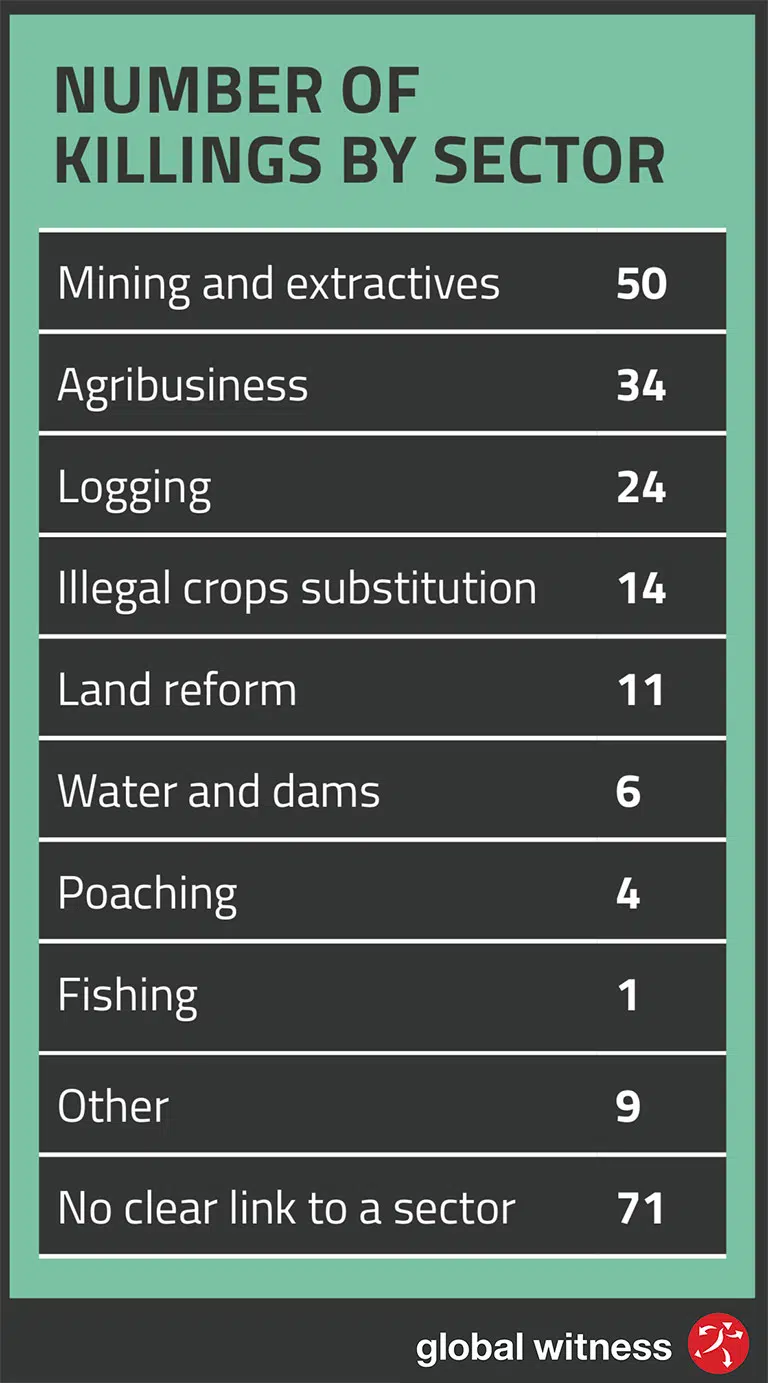 NUMBER OF
KILLINGS BY SECTOR
Mining and extractives 50
Agribusiness 34
Logging 24
Illegal crops substitution 14
Land reform 11
Water and dams 6
Poaching 4
Fishing 1
Other 9
No clear link to a sector 71
global witness